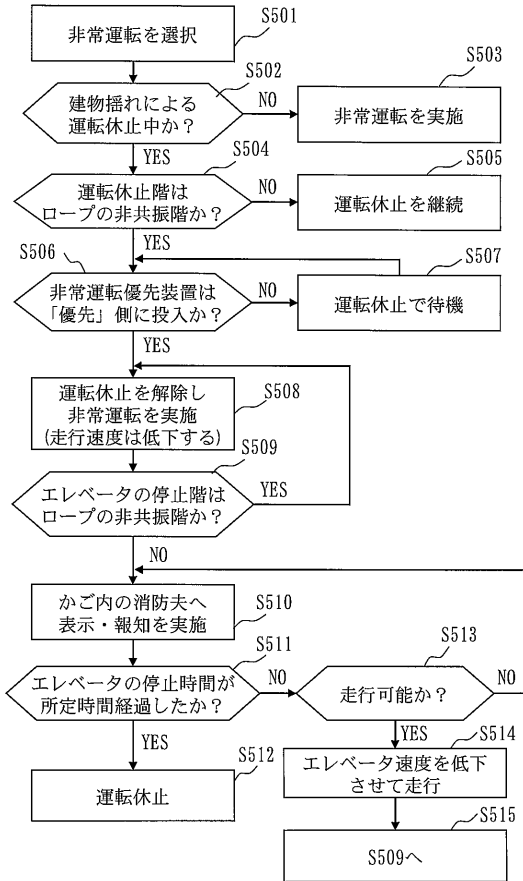 非常運転を選択
S501
建物揺れによる
運転休止中か？
S502
NO
非常運転を実施
S503
YES
運転休止階は
ロープの非共振階か？
S504
NO
運転休止を継続
S505
YES
非常運転優先装置は
「優先」側に投入か？
S506
NO
運転休止で待機
S507
YES
運転休止を解除し
非常運転を実施
(走行速度は低下する)
S508
エレベータの停止階は
ロープの非共振階か？
S509
YES
NO
かご内の消防夫へ
表示・報知を実施
S510
エレベータの停止時間が
所定時間経過したか？
S511
NO
走行可能か？
S513
NO
YES
運転休止
S512
YES
エレベータ速度を低下
させて走行
S514
S509へ
S515